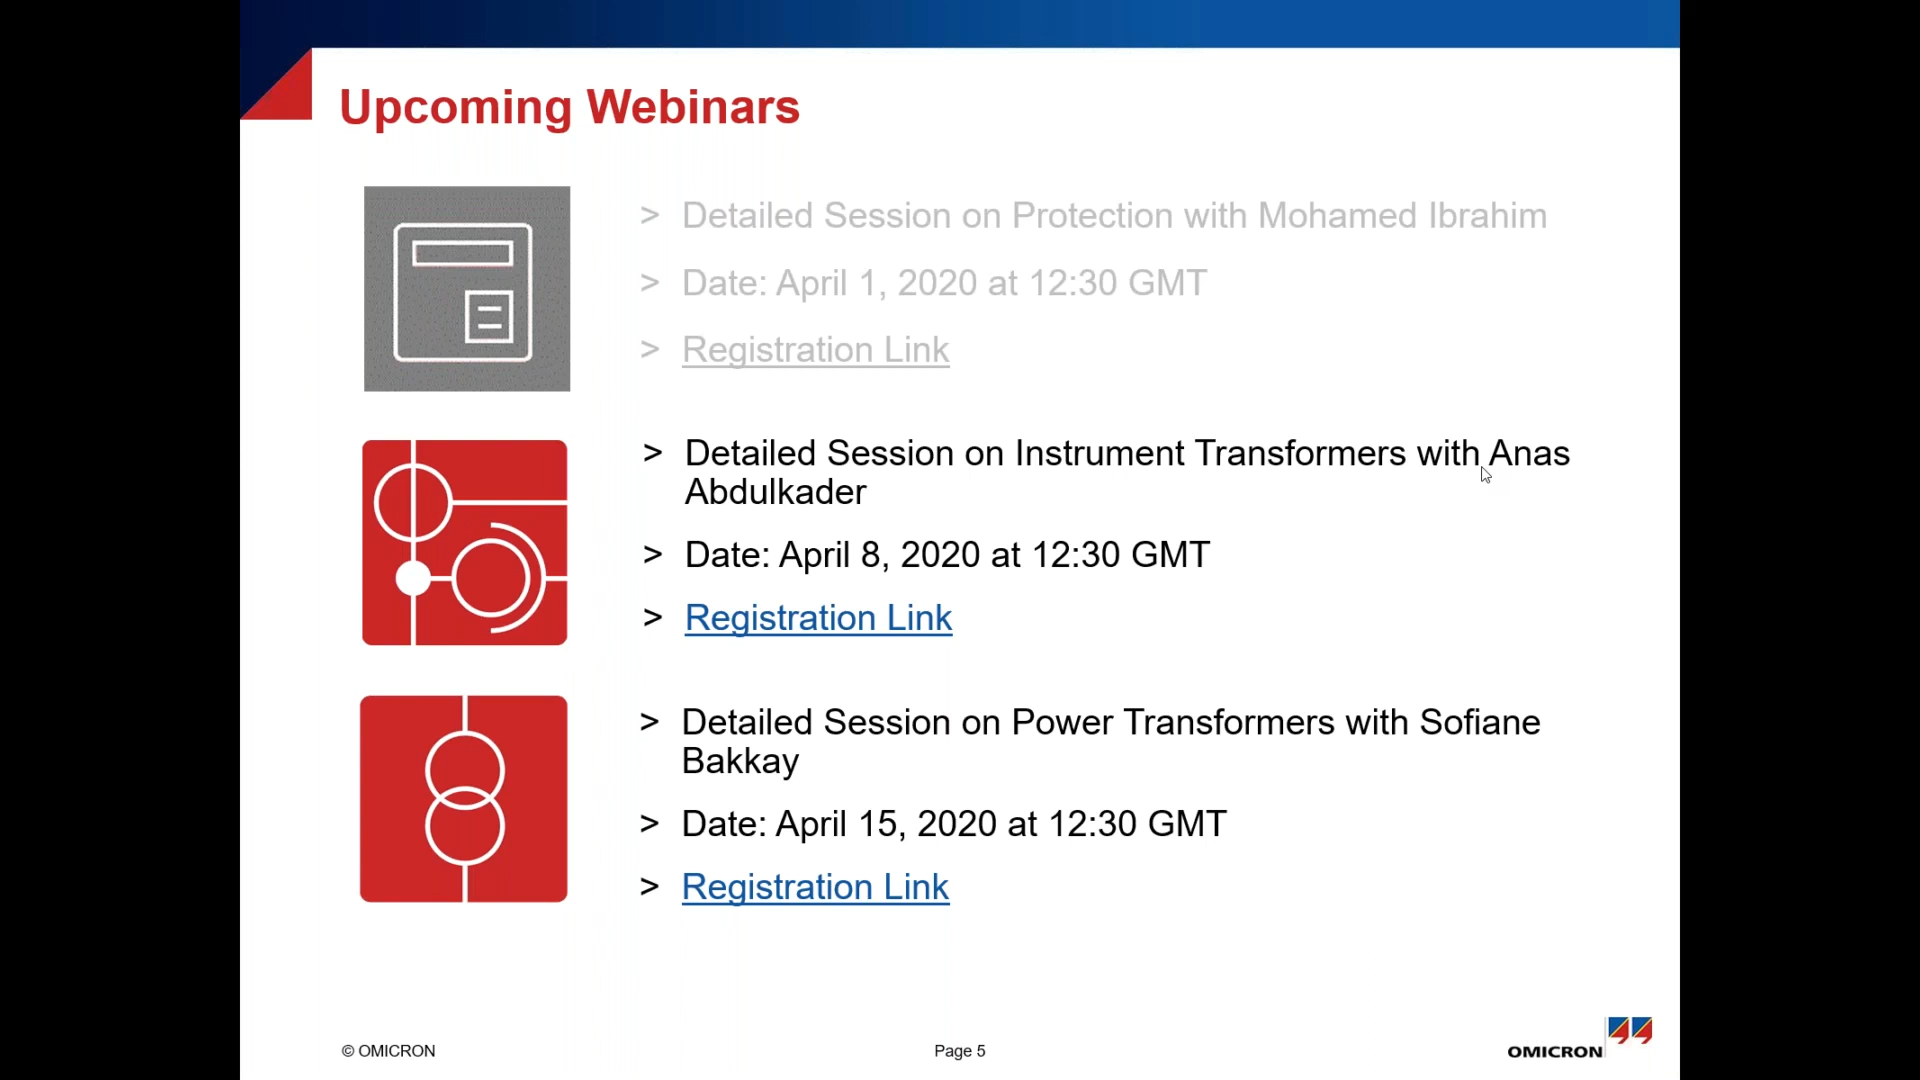 Upcoming Webinars
> Detailed Session on Protection with Mohamed Ibrahim
> Date: April 1, 2020 at 12:30 GMT
> Registration Link
> Detailed Session on Instrument Transformers with Anas
Abdulkader
> Date: April 8, 2020 at 12:30 GMT
> Registration Link
> Detailed Session on Power Transformers with Sofiane
Bakkay
> Date: April 15, 2020 at 12:30 GMT
> Registration Link
© OMICRON
Page 5
OMICRON